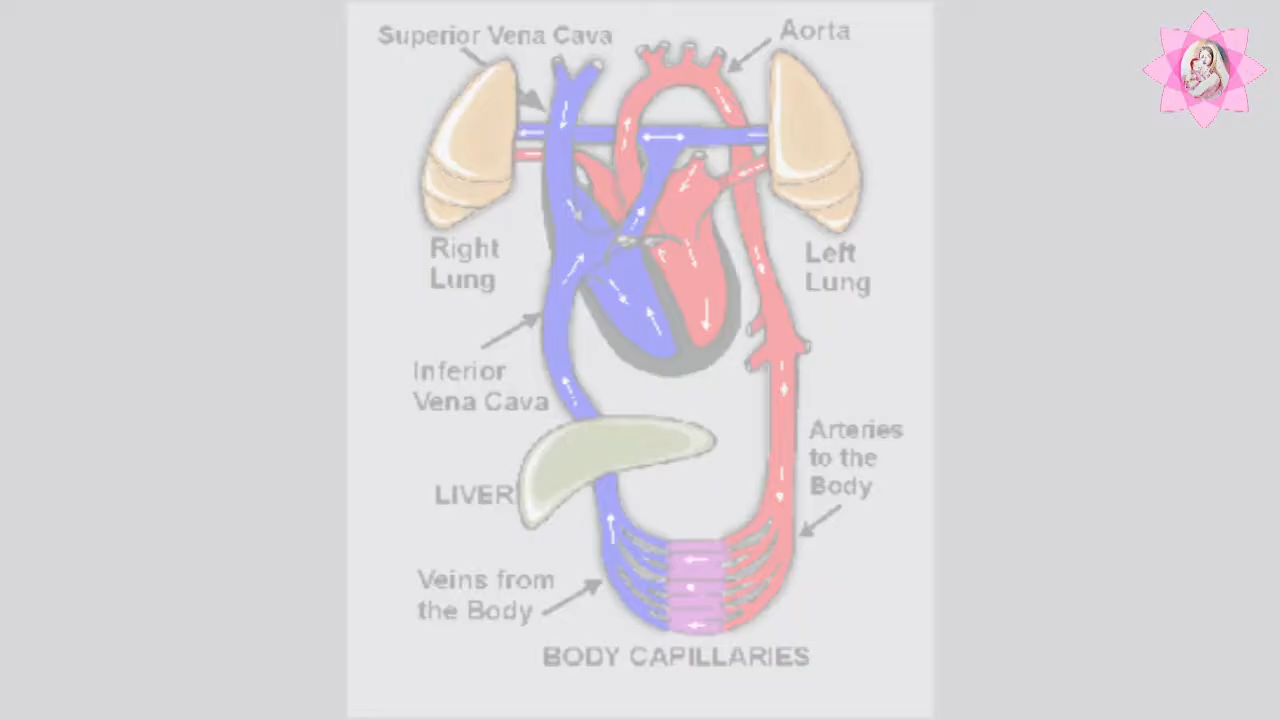 Superior Vena Cava
Aorta
Right
Lung
Left
Lung
Inferior
Vena Cava
Arteries
to the
Body
LIVER
Veins from
the Body
BODY CAPILLARIES